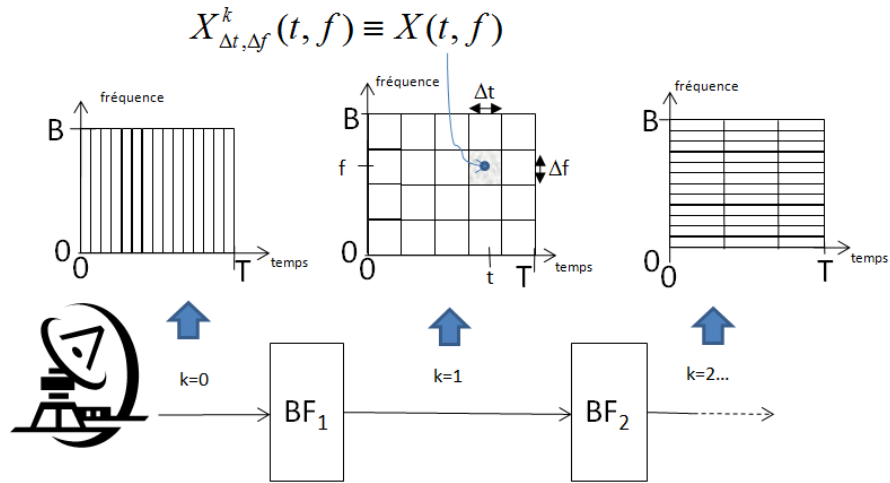 X^k_{Δt,Δf}(t, f) ≡ X(t, f)
fréquence
B
0
0
T
temps
fréquence
Δt
B
f
Δf
0
0
t
T
temps
fréquence
B
0
0
T
temps
k=0
k=1
k=2...
BF₁
BF₂